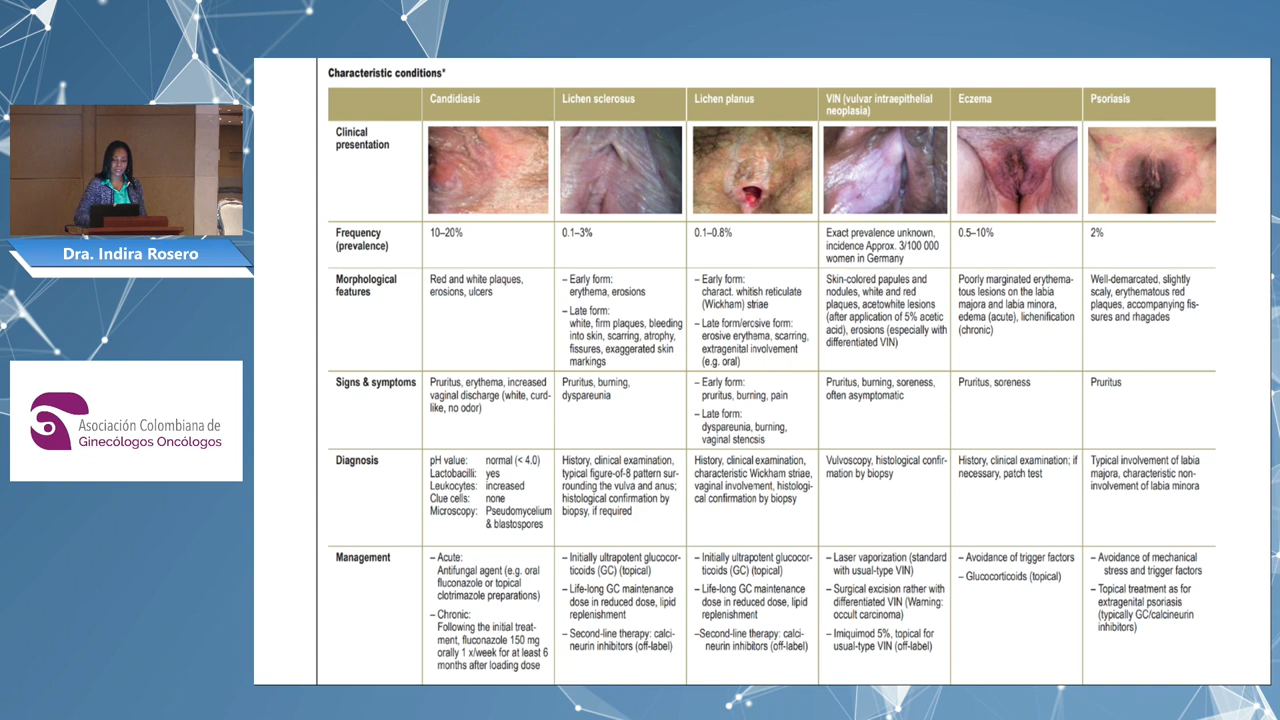 Characteristic conditions*
Candidiasis
Lichen sclerosus
Lichen planus
VIN (vulvar intraepithelial
neoplasia)
Eczema
Psoriasis
Clinical
presentation
Frequency
(prevalence)
10–20%
0.1–3%
0.1–0.8%
Exact prevalence unknown,
incidence Approx. 3/100 000
women in Germany
0.5–10%
2%
Morphological
features
Red and white plaques,
erosions, ulcers
– Early form:
erythema, erosions
– Late form:
white, firm plaques, bleeding
into skin, scarring, atrophy,
fissures, exaggerated skin
markings
– Early form:
charact. whitish reticulate
(Wickham) striae
– Late form/ercsive form:
erosive erythema, scarring,
extragenital involvement
(e.g. oral)
Skin-colored papules and
nodules, white and red
plaques, acetowhite lesions
(after application of 5% acetic
acid), erosions (especially with
differentiated VIN)
Poorly marginated erythema-
tous lesions on the labia
majora and labia minora,
edema (acute), lichenification
(chronic)
Well-demarcated, slightly
scaly, erythematous red
plaques, accompanying fis-
sures and rhagades
Signs & symptoms
Pruritus, erythema, increased
vaginal discharge (white, curd-
like, no odor)
Pruritus, burning,
dyspareunia
– Early form:
pruritus, burning, pain
– Late form:
dyspareunia, burning,
vaginal stencsis
Pruritus, burning, soreness,
often asymptomatic
Pruritus, soreness
Pruritus
Diagnosis
pH value: normal (< 4.0)
Lactobacilli: yes
Leukocytes: increased
Clue cells: none
Microscopy: Pseudomycelium
& blastospores
History, clinical examination,
typical figure-of-8 pattern sur-
rounding the vulva and anus;
histological confirmation by
biopsy, if required
History, clinical examination,
characteristic Wickham striae,
vaginal involvement, histologi-
cal confirmation by biopsy
Vulvoscopy, histological confir-
mation by biopsy
History, clinical examination; if
necessary, patch test
Typical involvement of labia
majora, characteristic non-
involvement of labia minora
Management
– Acute:
Antifungal agent (e.g. oral
fluconazole or topical
clotrimazole preparations)
– Chronic:
Following the initial treat-
ment, fluconazole 150 mg
orally 1 x/week for at least 6
months after loading dose
– Initially ultrapotent glucocor-
ticoids (GC) (topical)
– Life-long GC maintenance
dose in reduced dose, lipid
replenishment
– Second-line therapy: calci-
neurin inhibitors (off-label)
– Initially ultrapotent glucocor-
ticoids (GC) (topical)
– Life-long GC maintenance
dose in reduced dose, lipid
replenishment
–Second-line therapy: calci-
neurin inhibitors (off-label)
– Laser vaporization (standard
with usual-type VIN)
– Surgical excision rather with
differentiated VIN (Warning:
occult carcinoma)
– Imiquimod 5%, topical for
usual-type VIN (off-label)
– Avoidance of trigger factors
– Glucocorticoids (topical)
– Avoidance of mechanical
stress and trigger factors
– Topical treatment as for
extragenital psoriasis
(typically GC/calcineurin
inhibitors)
Dra. Indira Rosero
Asociación Colombiana de
Ginecólogos Oncólogos